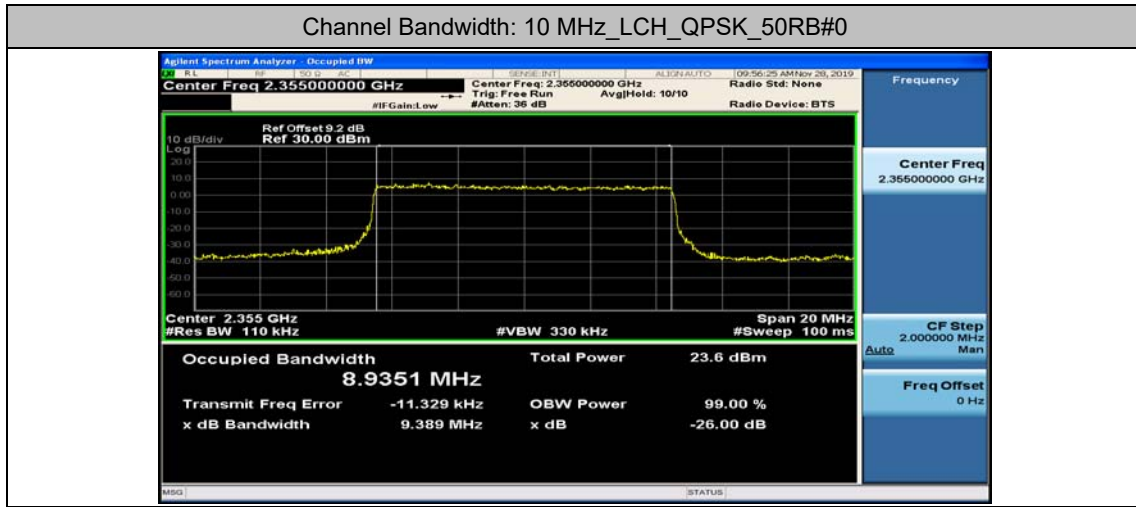 Channel Bandwidth: 10 MHz_LCH_QPSK_50RB#0
Agilent Spectrum Analyzer - Occupied BW
RL RF 50 Ω AC SENSE:INT ALIGN AUTO 09:56:25 AM Nov 28, 2019
Center Freq 2.355000000 GHz Center Freq: 2.355000000 GHz Radio Std: None
Trig: Free Run Avg|Hold: 10/10
#IFGain:Low #Atten: 36 dB Radio Device: BTS
Frequency
Ref Offset 9.2 dB
10 dB/div Ref 30.00 dBm
Log
20.0
10.0
0.00
-10.0
-20.0
-30.0
-40.0
-50.0
-60.0
Center Freq
2.355000000 GHz
Center 2.355 GHz Span 20 MHz
#Res BW 110 kHz #VBW 330 kHz #Sweep 100 ms
CF Step
2.000000 MHz
Auto Man
Occupied Bandwidth Total Power 23.6 dBm
8.9351 MHz
Transmit Freq Error -11.329 kHz OBW Power 99.00 %
x dB Bandwidth 9.389 MHz x dB -26.00 dB
Freq Offset
0 Hz
MSG STATUS